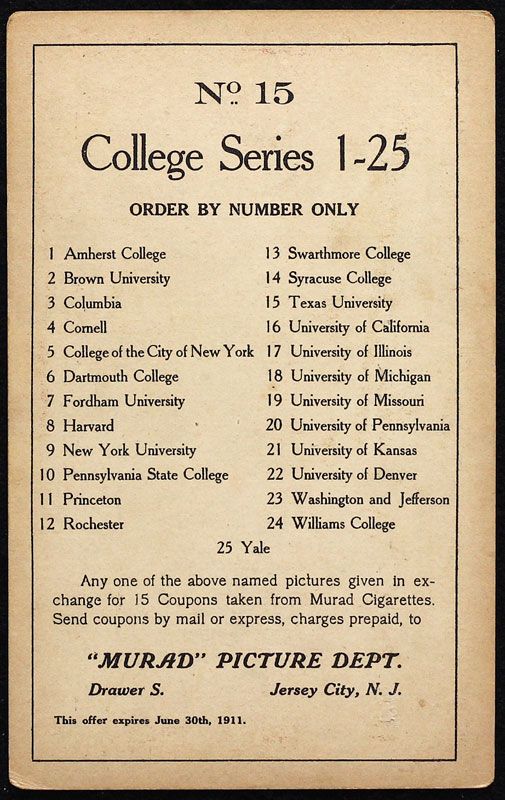 Nº 15
College Series 1-25
ORDER BY NUMBER ONLY
1 Amherst College
2 Brown University
3 Columbia
4 Cornell
5 College of the City of New York
6 Dartmouth College
7 Fordham University
8 Harvard
9 New York University
10 Pennsylvania State College
11 Princeton
12 Rochester
13 Swarthmore College
14 Syracuse College
15 Texas University
16 University of California
17 University of Illinois
18 University of Michigan
19 University of Missouri
20 University of Pennsylvania
21 University of Kansas
22 University of Denver
23 Washington and Jefferson
24 Williams College
25 Yale
Any one of the above named pictures given in ex-
change for 15 Coupons taken from Murad Cigarettes.
Send coupons by mail or express, charges prepaid, to
“MURAD” PICTURE DEPT.
Drawer S. Jersey City, N. J.
This offer expires June 30th, 1911.